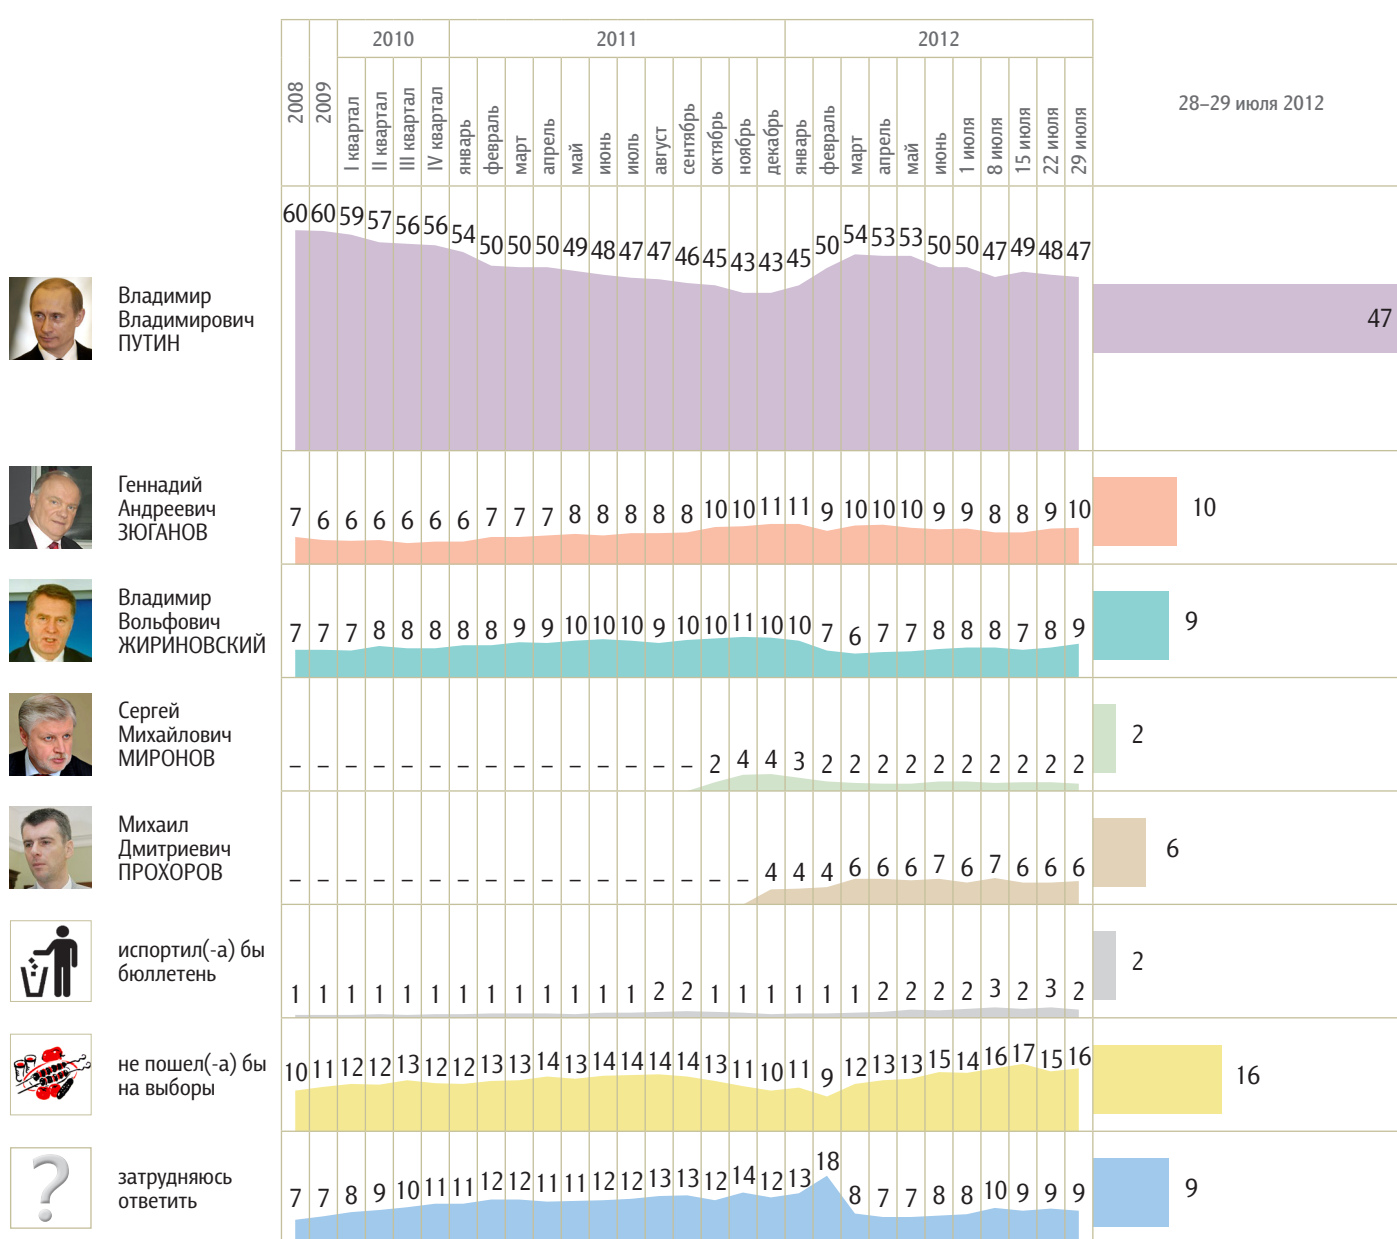 2010 2011 2012
2008 2009 I квартал II квартал III квартал IV квартал январь февраль март апрель май июнь июль август сентябрь октябрь ноябрь декабрь январь февраль март апрель май июнь 1 июля 8 июля 15 июля 22 июля 29 июля
28–29 июля 2012
60 60 59 57 56 56 54 50 50 50 49 48 47 47 46 45 43 43 45 50 54 53 53 50 50 47 49 48 47
Владимир
Владимирович
ПУТИН
47
Геннадий
Андреевич
ЗЮГАНОВ
7 6 6 6 6 6 6 7 7 7 8 8 8 8 8 10 10 11 11 9 10 10 10 9 9 8 8 9 10
10
Владимир
Вольфович
ЖИРИНОВСКИЙ
7 7 7 8 8 8 8 8 9 9 10 10 10 9 10 10 11 10 10 7 6 7 7 8 8 8 7 8 9
9
Сергей
Михайлович
МИРОНОВ
– – – – – – – – – – – – – – – 2 4 4 3 2 2 2 2 2 2 2 2 2 2
2
Михаил
Дмитриевич
ПРОХОРОВ
– – – – – – – – – – – – – – – – – 4 4 4 6 6 6 7 6 7 6 6 6
6
испортил(-а) бы
бюллетень
1 1 1 1 1 1 1 1 1 1 1 1 1 2 2 1 1 1 1 1 1 2 2 2 2 3 2 3 2
2
не пошел(-а) бы
на выборы
10 11 12 12 13 12 12 13 13 14 13 14 14 14 14 13 11 10 11 9 12 13 13 15 14 16 17 15 16
16
затрудняюсь
ответить
7 7 8 9 10 11 11 12 12 11 11 12 12 13 13 12 14 12 13 18 8 7 7 8 8 10 9 9 9
9